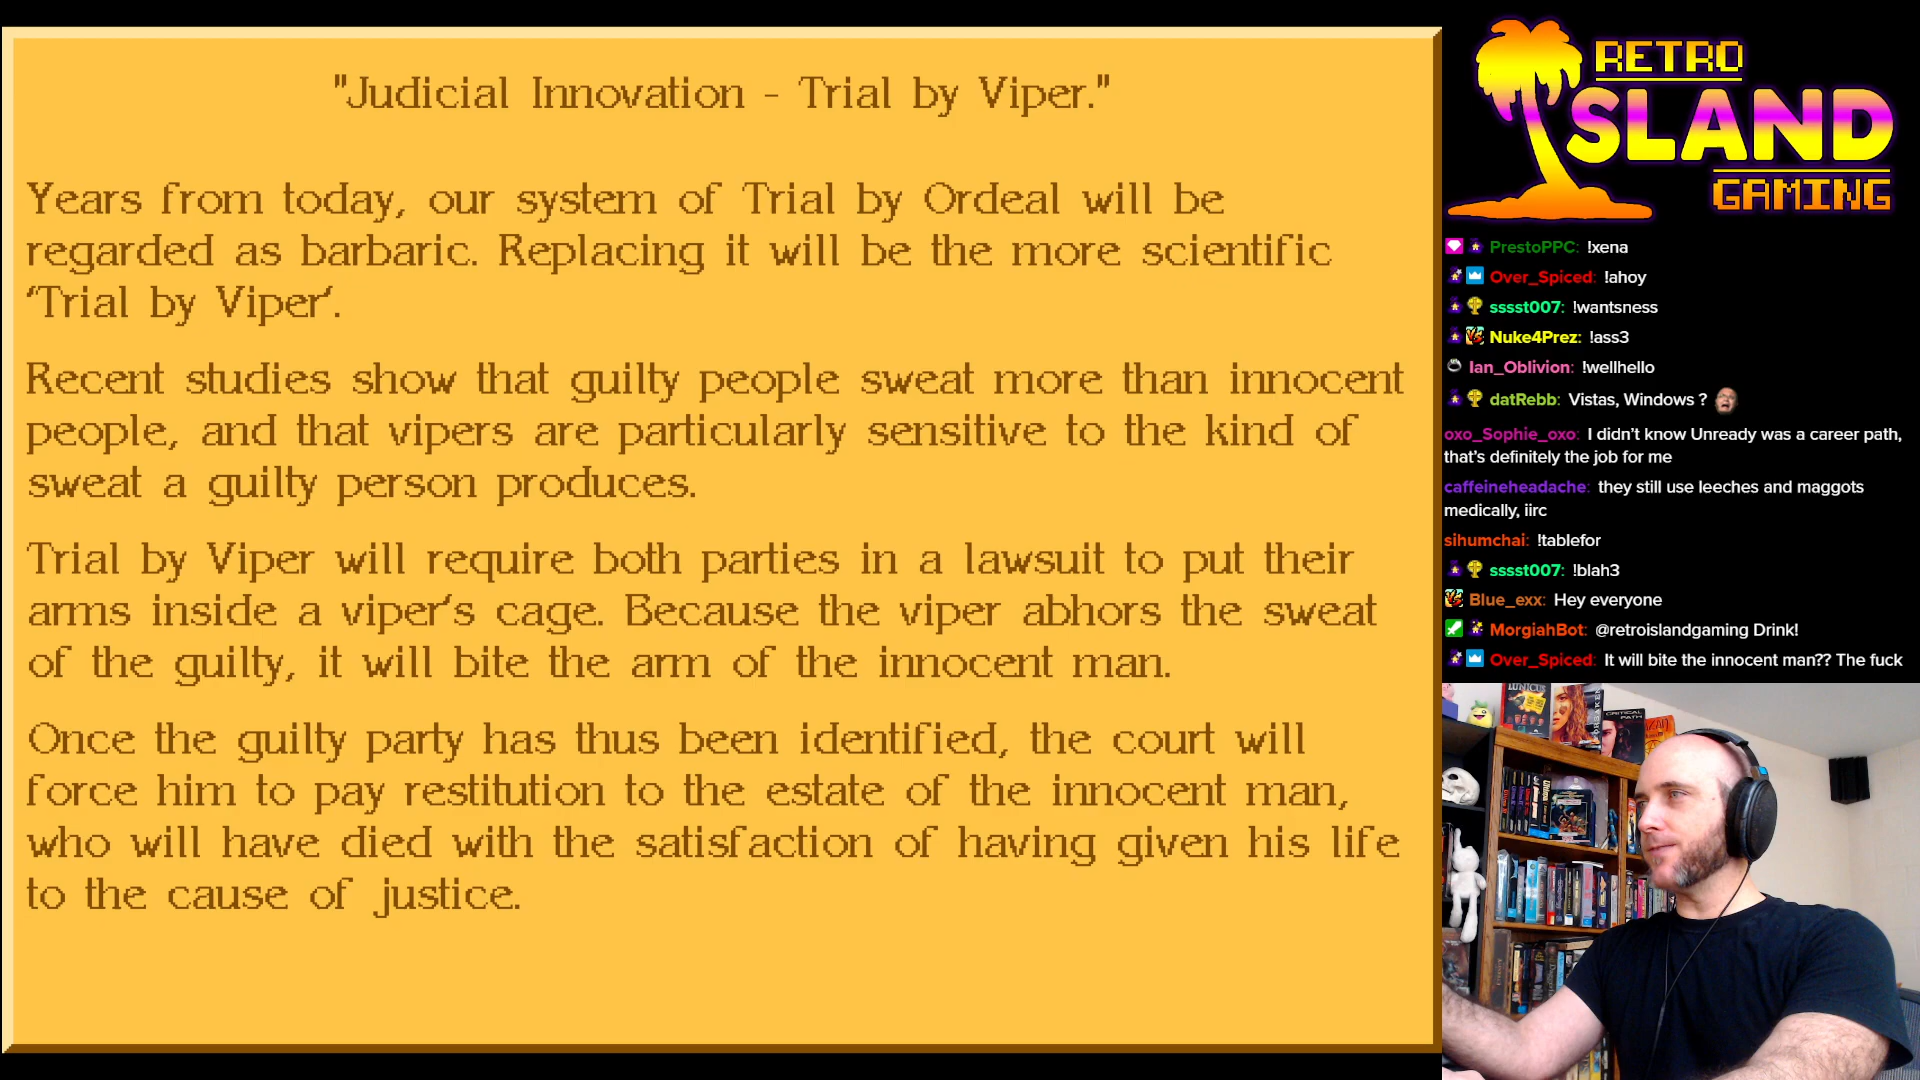 "Judicial Innovation - Trial by Viper."
Years from today, our system of Trial by Ordeal will be
regarded as barbaric. Replacing it will be the more scientific
‘Trial by Viper’.
Recent studies show that guilty people sweat more than innocent
people, and that vipers are particularly sensitive to the kind of
sweat a guilty person produces.
Trial by Viper will require both parties in a lawsuit to put their
arms inside a viper’s cage. Because the viper abhors the sweat
of the guilty, it will bite the arm of the innocent man.
Once the guilty party has thus been identified, the court will
force him to pay restitution to the estate of the innocent man,
who will have died with the satisfaction of having given his life
to the cause of justice.
RETRO
ISLAND
GAMING
PrestoPPC: !xena
Over_Spiced: !ahoy
sssst007: !wantsness
Nuke4Prez: !ass3
Ian_Oblivion: !wellhello
datRebb: Vistas, Windows ?
oxo_Sophie_oxo: I didn’t know Unready was a career path,
that’s definitely the job for me
caffeineheadache: they still use leeches and maggots
medically, iirc
sihumchai: !tablefor
sssst007: !blah3
Blue_exx: Hey everyone
MorgiahBot: @retroislandgaming Drink!
Over_Spiced: It will bite the innocent man?? The fuck
LUNICUS
CRITICAL
PATH